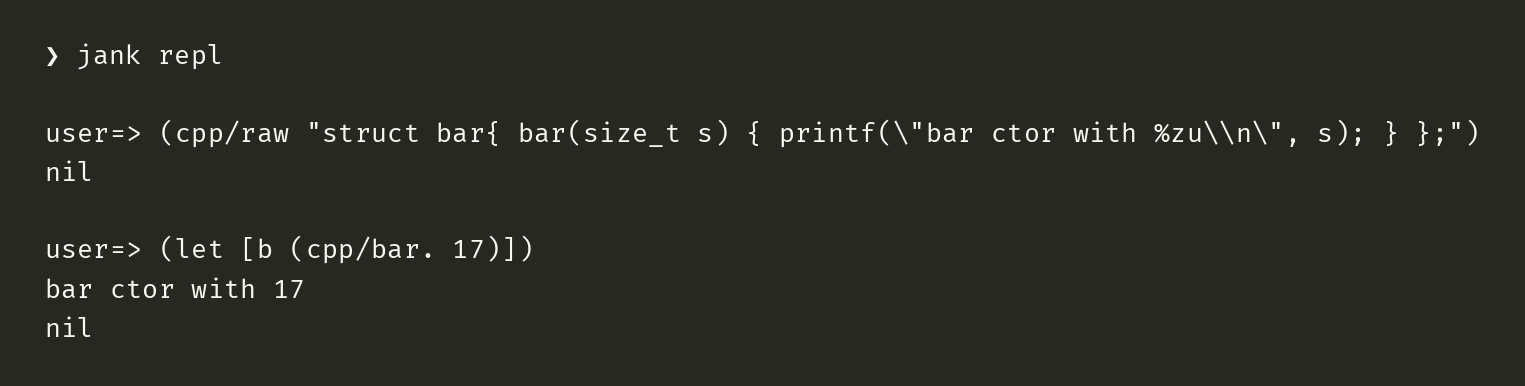 ❯ jank repl
user=> (cpp/raw "struct bar{ bar(size_t s) { printf(\"bar ctor with %zu\\n\", s); } };")
nil
user=> (let [b (cpp/bar. 17)])
bar ctor with 17
nil